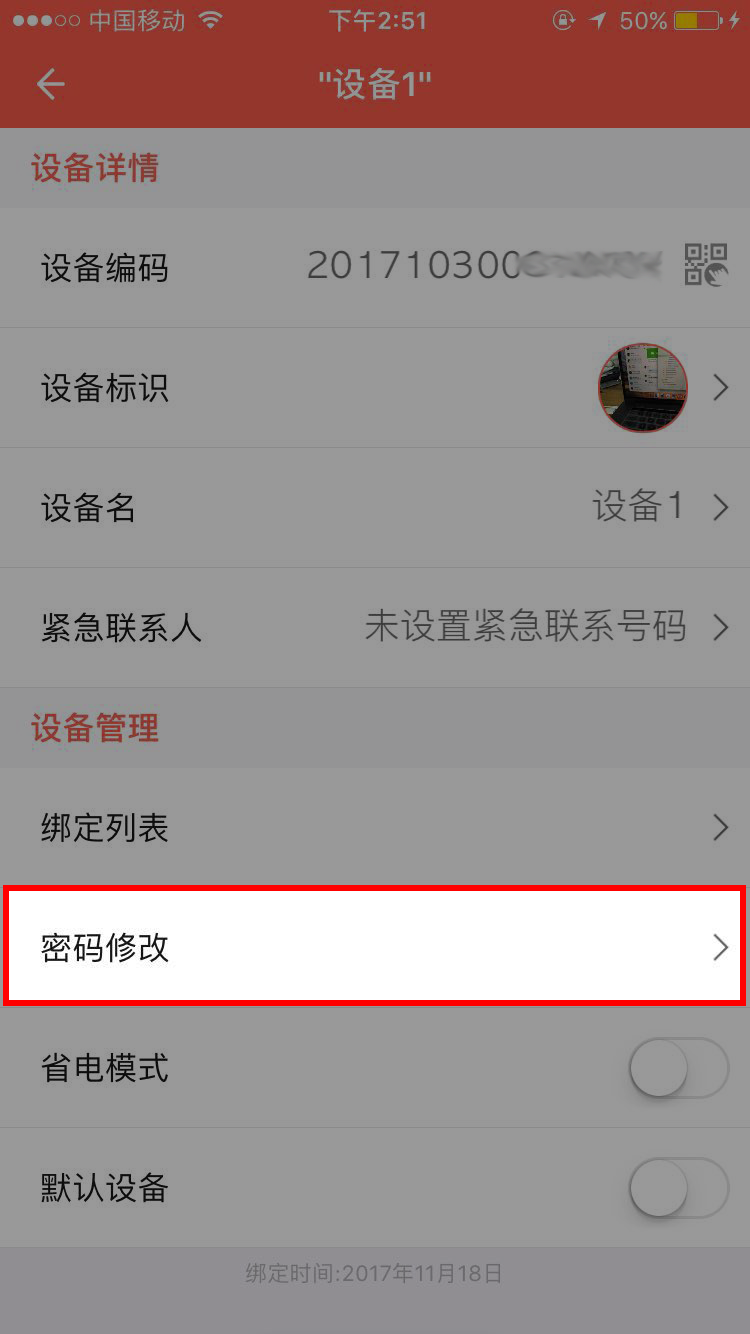 中国移动 下午2:51 50%
"设备1"
设备详情
设备编码 201710300
设备标识
设备名 设备1
紧急联系人 未设置紧急联系号码
设备管理
绑定列表
密码修改
省电模式
默认设备
绑定时间:2017年11月18日